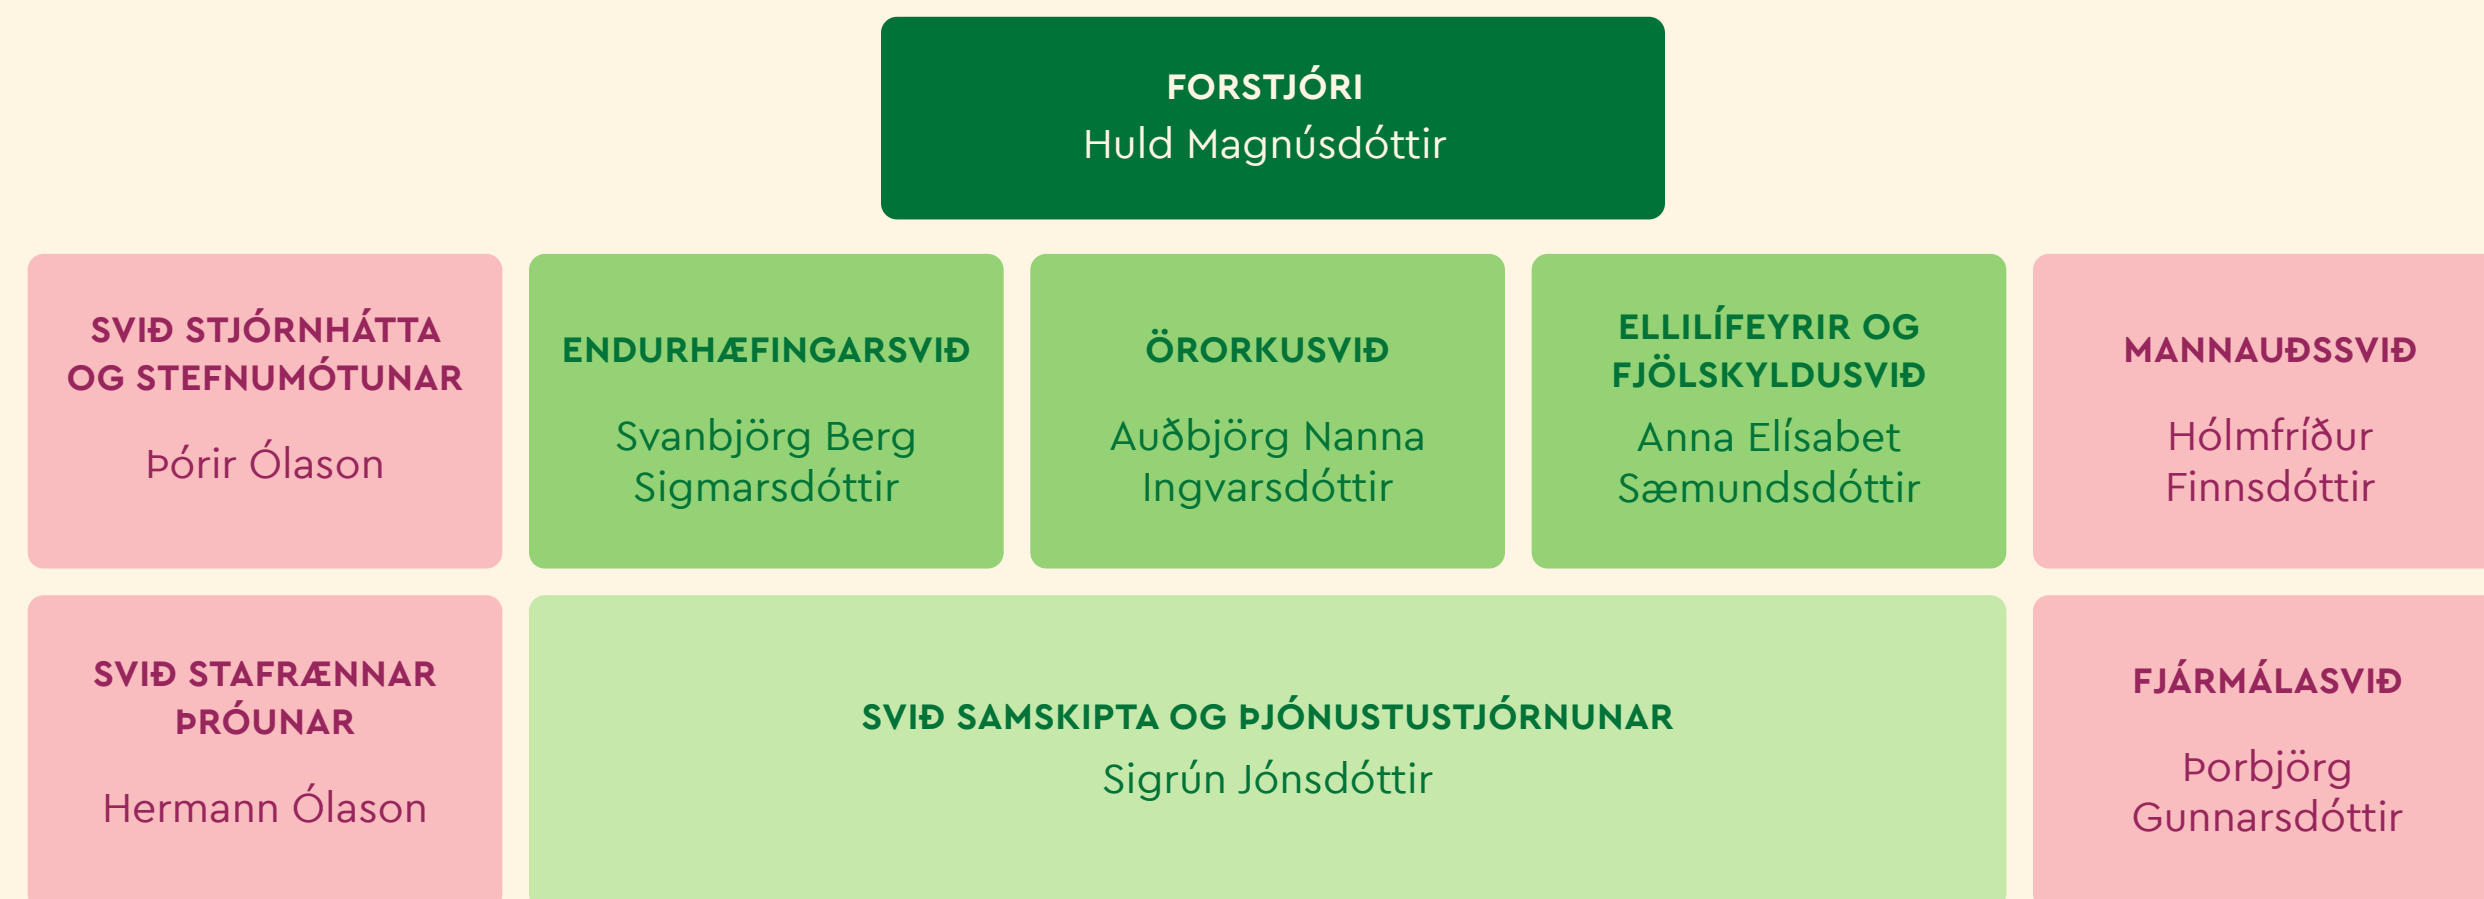 FORSTJÓRI
Huld Magnúsdóttir
SVIÐ STJÓRNHÁTTA
OG STEFNUMÓTUNAR
Þórir Ólason
ENDURHÆFINGARSVIÐ
Svanbjörg Berg
Sigmarsdóttir
ÖRORKUSVIÐ
Auðbjörg Nanna
Ingvarsdóttir
ELLILÍFEYRIR OG
FJÖLSKYLDUSVIÐ
Anna Elísabet
Sæmundsdóttir
MANNAUÐSSVIÐ
Hólmfríður
Finnsdóttir
SVIÐ STAFRÆNNAR
ÞRÓUNAR
Hermann Ólason
SVIÐ SAMSKIPTA OG ÞJÓNUSTUSTJÓRNUNAR
Sigrún Jónsdóttir
FJÁRMÁLASVIÐ
Þorbjörg
Gunnarsdóttir